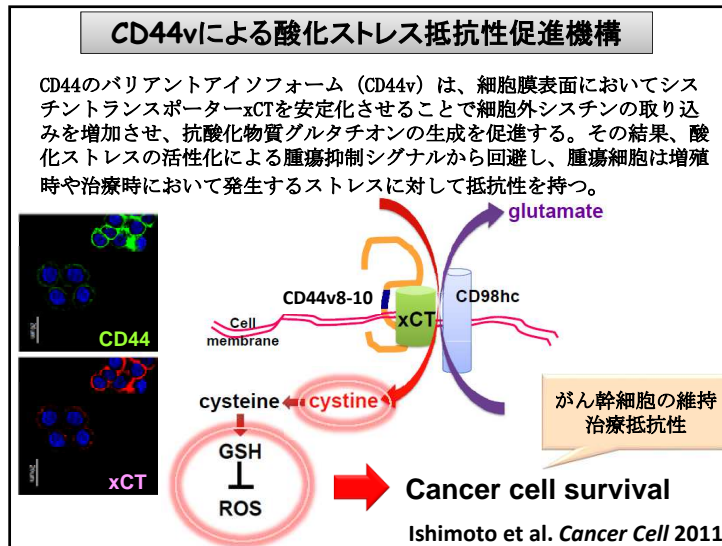 CD44vによる酸化ストレス抵抗性促進機構
CD44のバリアントアイソフォーム（CD44v）は、細胞膜表面においてシス
チントランスポーターxCTを安定化させることで細胞外シスチンの取り込
みを増加させ、抗酸化物質グルタチオンの生成を促進する。その結果、酸
化ストレスの活性化による腫瘍抑制シグナルから回避し、腫瘍細胞は増殖
時や治療時において発生するストレスに対して抵抗性を持つ。
glutamate
CD44v8-10
CD98hc
xCT
Cell
membrane
CD44
cysteine
cystine
がん幹細胞の維持
治療抵抗性
GSH
ROS
xCT
Cancer cell survival
Ishimoto et al. Cancer Cell 2011